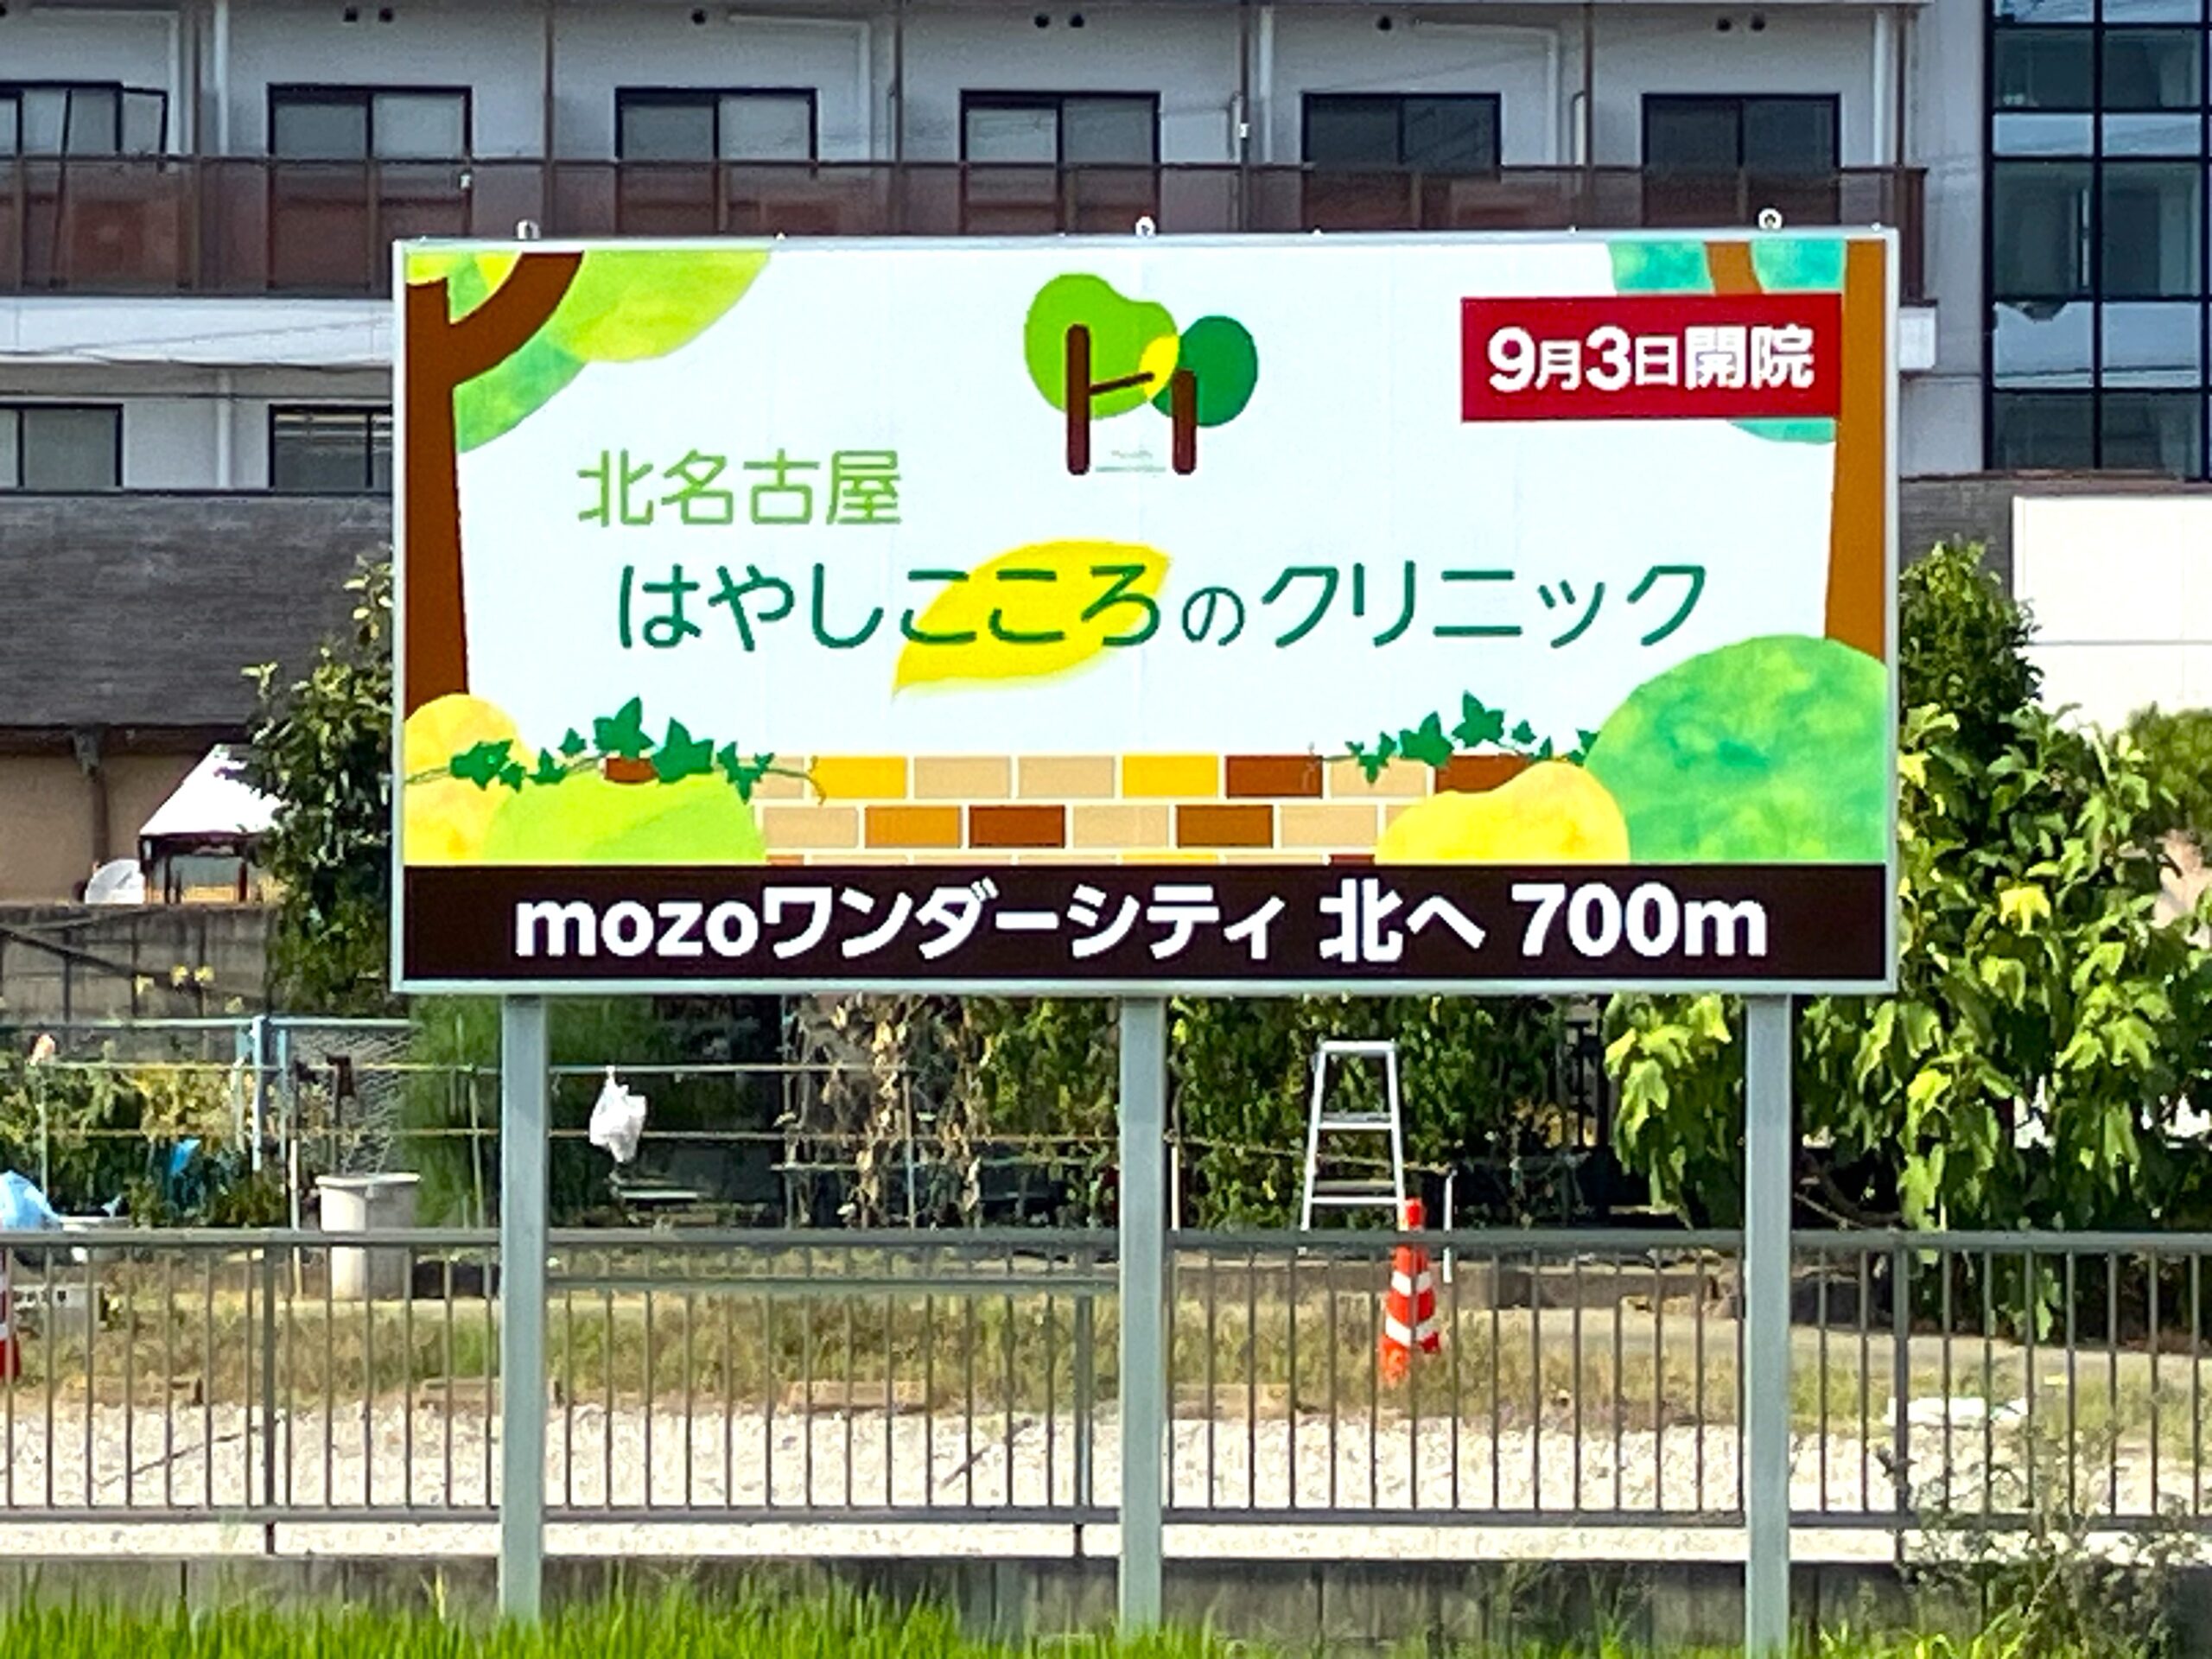 9月3日開院
北名古屋
はやしこころのクリニック
mozoワンダーシティ 北へ 700m